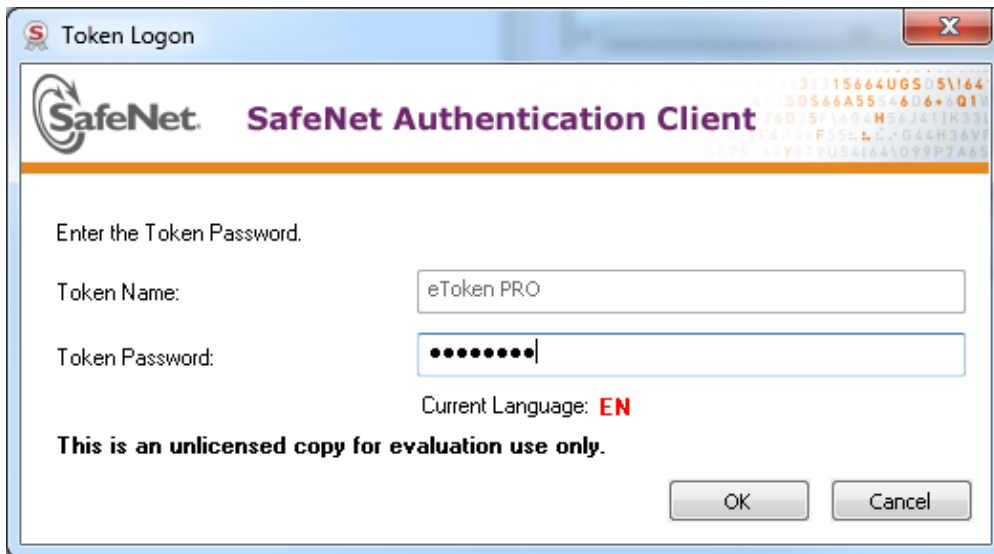 Token Logon
SafeNet.
SafeNet Authentication Client
Enter the Token Password.
Token Name:
eToken PRO
Token Password:
••••••••
Current Language: EN
This is an unlicensed copy for evaluation use only.
OK
Cancel